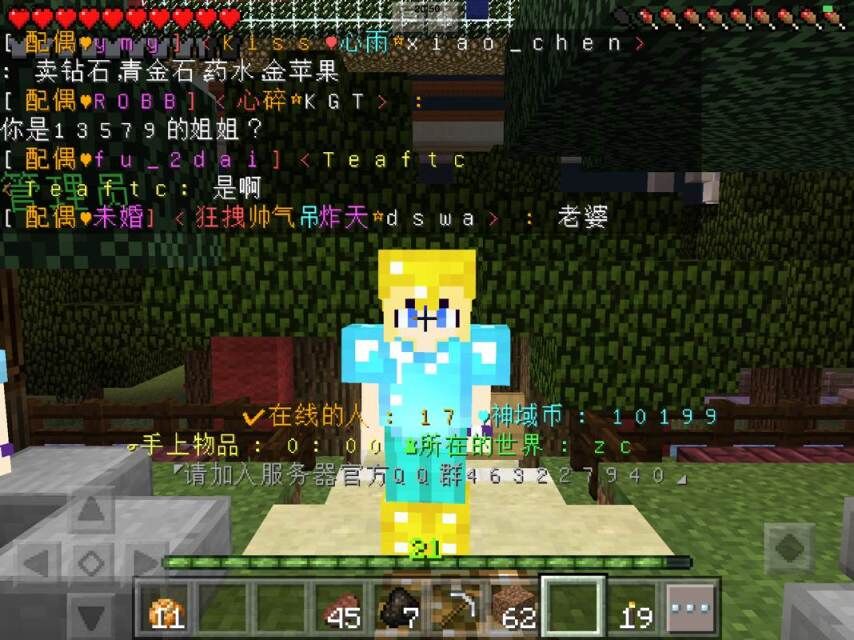 [配偶♥ymy]<Kiss♥心雨☆xiao_chen>
: 卖钻石,青金石,药水,金苹果
[配偶♥ROBB]<心碎☆KGT> :
你是13579的姐姐？
[配偶♥fu_2dai]<Teaftc
管理员
<Teaftc: 是啊
[配偶♥未婚]<狂拽帅气吊炸天☆dswa> : 老婆
✔在线的人 : 17 ♥神域币 : 10199
手上物品 : 0: 00 所在的世界 : zc
请加入服务器官方QQ群463227940
21
11 45 7 62 19